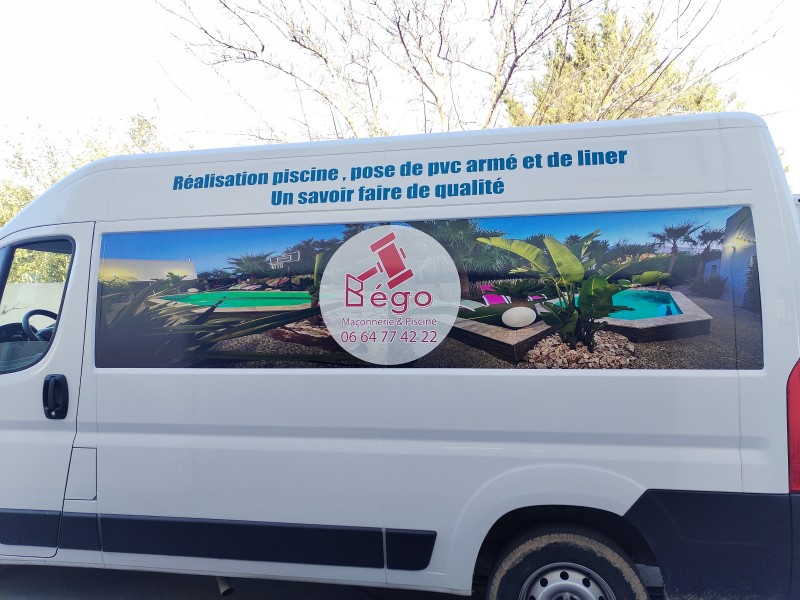 Réalisation piscine , pose de pvc armé et de liner
Un savoir faire de qualité
Bégo
Maçonnerie & Piscine
06 64 77 42 22